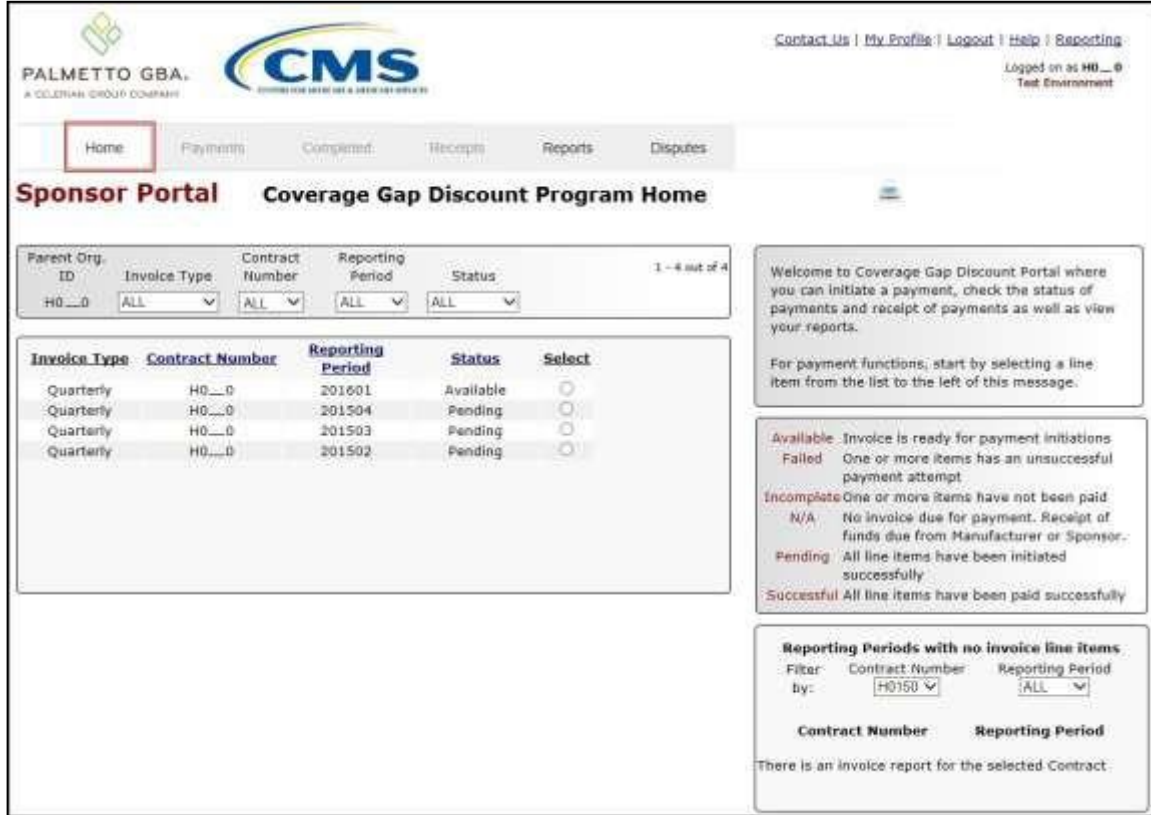 PALMETTO GBA.
A CELERIAN GROUP COMPANY
CMS
CENTERS FOR MEDICARE & MEDICAID SERVICES
Contact Us | My Profile | Logout | Help | Reporting
Logged on as H0__0
Test Environment
Home Payments Completed Receipts Reports Disputes
Sponsor Portal Coverage Gap Discount Program Home
Parent Org. ID Invoice Type Contract Number Reporting Period Status 1 - 4 out of 4
H0__0 ALL ALL ALL ALL
Invoice Type Contract Number Reporting Period Status Select
Quarterly H0__0 201601 Available
Quarterly H0__0 201504 Pending
Quarterly H0__0 201503 Pending
Quarterly H0__0 201502 Pending
Welcome to Coverage Gap Discount Portal where
you can initiate a payment, check the status of
payments and receipt of payments as well as view
your reports.
For payment functions, start by selecting a line
item from the list to the left of this message.
Available Invoice is ready for payment initiations
Failed One or more items has an unsuccessful
payment attempt
Incomplete One or more items have not been paid
N/A No invoice due for payment. Receipt of
funds due from Manufacturer or Sponsor.
Pending All line items have been initiated
successfully
Successful All line items have been paid successfully
Reporting Periods with no invoice line items
Filter by: Contract Number Reporting Period
H0150 ALL
Contract Number Reporting Period
There is an invoice report for the selected Contract